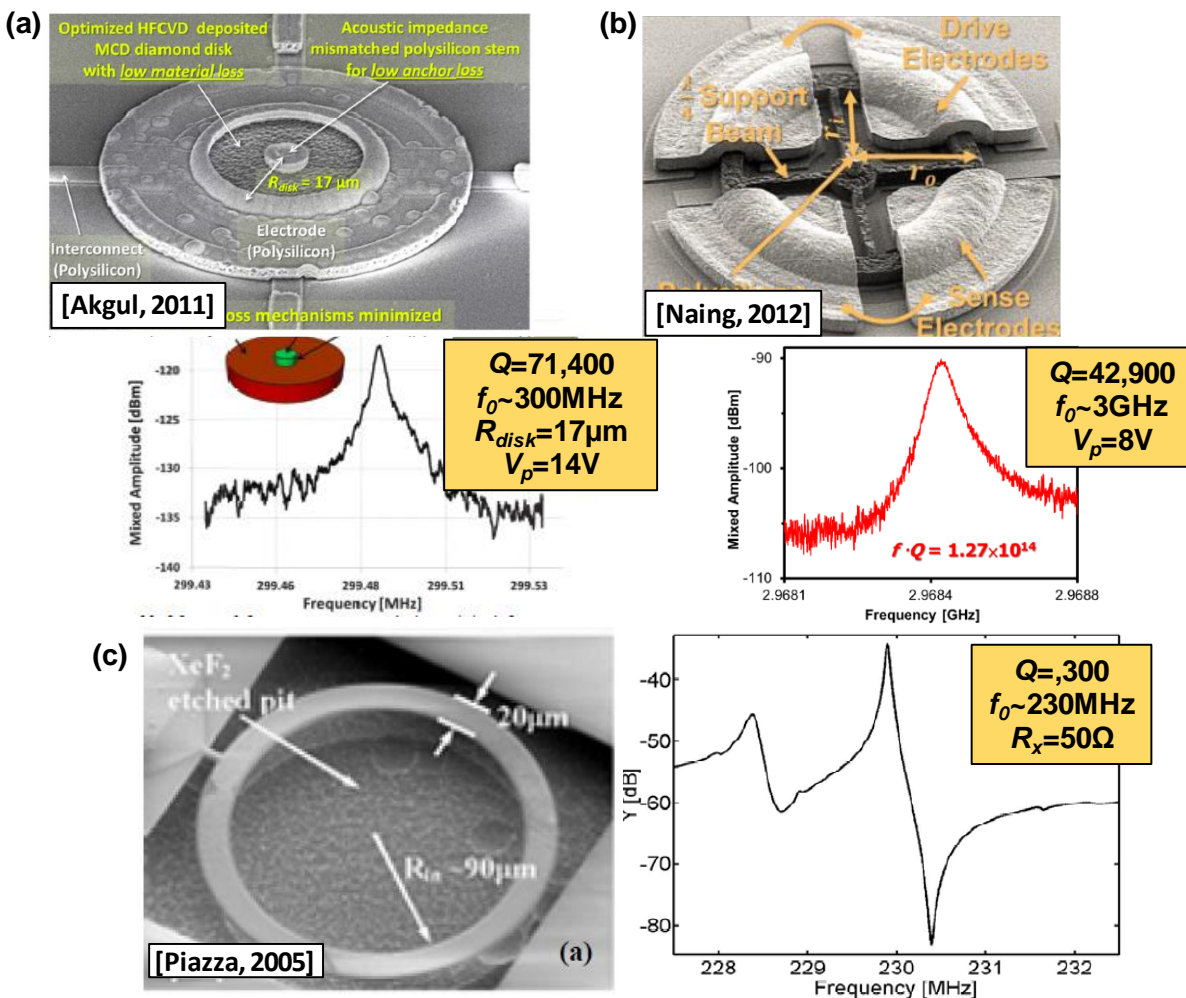 (a)
Optimized HFCVD deposited
MCD diamond disk
with low material loss
Acoustic impedance
mismatched polysilicon stem
for low anchor loss
R_disk = 17 µm
Electrode
(Polysilicon)
Interconnect
(Polysilicon)
[Akgul, 2011]
oss mechanisms minimized
(b)
Drive
Electrodes
λ/4 Support
Beam
r_i
r_o
Sense
Electrodes
[Naing, 2012]
Mixed Amplitude [dBm]
-120
-125
-130
-135
-140
299.43
299.46
299.48
299.51
299.53
Frequency [MHz]
Q=71,400
f_0~300MHz
R_disk=17µm
V_p=14V
Mixed Amplitude [dBm]
-90
-100
-110
2.9681
2.9684
2.9688
Frequency [GHz]
f·Q = 1.27×10^14
Q=42,900
f_0~3GHz
V_p=8V
(c)
XeF2
etched pit
20µm
R_in ~90µm
[Piazza, 2005]
(a)
Y [dB]
-40
-50
-60
-70
-80
228
229
230
231
232
Frequency [MHz]
Q=,300
f_0~230MHz
R_x=50Ω